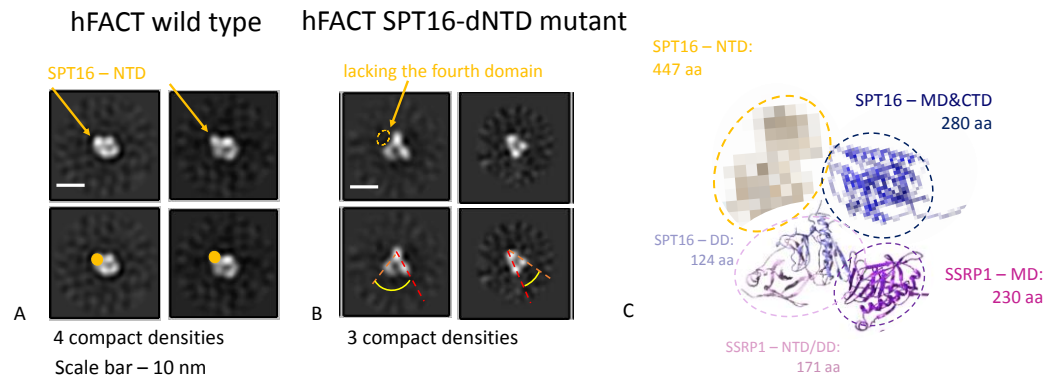 hFACT wild type
hFACT SPT16-dNTD mutant
SPT16 – NTD
lacking the fourth domain
A
4 compact densities
Scale bar – 10 nm
B
3 compact densities
SPT16 – NTD:
447 aa
SPT16 – MD&CTD
280 aa
SPT16 – DD:
124 aa
SSRP1 – MD:
230 aa
C
SSRP1 – NTD/DD:
171 aa